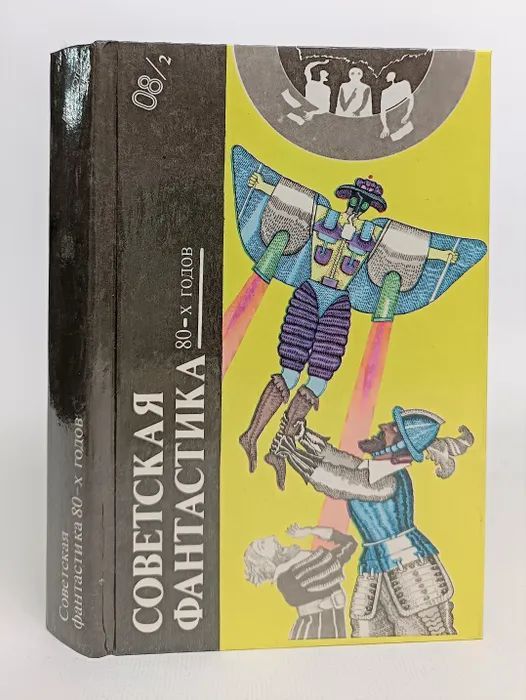 Советская
фантастика 80-х годов
08/2
СОВЕТСКАЯ
ФАНТАСТИКА 80-х годов